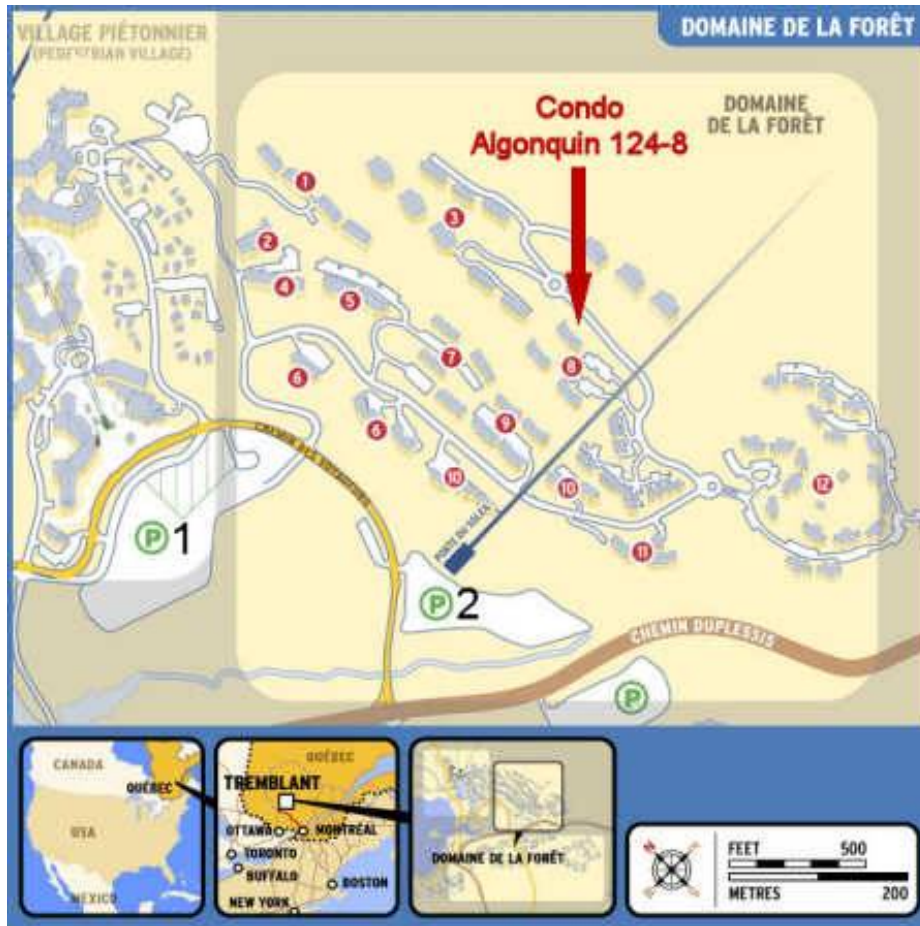 VILLAGE PIÉTONNIER
(PEDESTRIAN VILLAGE)
DOMAINE DE LA FORÊT
Condo
Algonquin 124-8
DOMAINE
DE LA FORÊT
1
2
3
4
5
6
7
8
6
9
10
10
11
12
P 1
P 2
CHEMIN DUPLESSIS
P
CANADA
QUÉBEC
USA
MEXICO
QUÉBEC
TREMBLANT
OTTAWA
MONTRÉAL
TORONTO
BUFFALO
BOSTON
NEW YORK
DOMAINE DE LA FORÊT
N
FEET 500
METRES 200